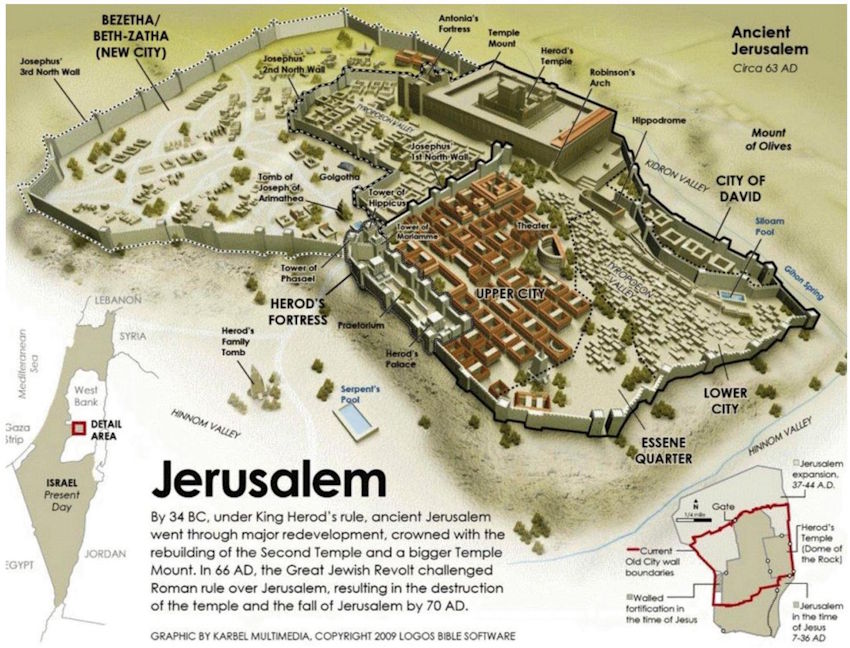 BEZETHA/
BETH-ZATHA
(NEW CITY)
Josephus'
3rd North Wall
Josephus'
2nd North Wall
Antonia's
Fortress
Temple
Mount
Herod's
Temple
Robinson's
Arch
Ancient
Jerusalem
Circa 63 AD
Hippodrome
Mount
of Olives
TYROPOEON VALLEY
KIDRON VALLEY
CITY OF
DAVID
Siloam
Pool
Gihon Spring
Josephus'
1st North Wall
Golgotha
Tomb of
Joseph of
Arimathea
Tower of
Hippicus
Tower of
Mariamme
Theater
Tower of
Phasael
HEROD'S
FORTRESS
UPPER CITY
TYROPOEON
VALLEY
Praetorium
Herod's
Palace
Herod's
Family
Tomb
Serpent's
Pool
HINNOM VALLEY
LOWER
CITY
ESSENE
QUARTER
HINNOM VALLEY
LEBANON
SYRIA
Mediterranean
Sea
West
Bank
DETAIL
AREA
Gaza
Strip
ISRAEL
Present
Day
JORDAN
EGYPT
Jerusalem
By 34 BC, under King Herod's rule, ancient Jerusalem
went through major redevelopment, crowned with the
rebuilding of the Second Temple and a bigger Temple
Mount. In 66 AD, the Great Jewish Revolt challenged
Roman rule over Jerusalem, resulting in the destruction
of the temple and the fall of Jerusalem by 70 AD.
GRAPHIC BY KARBEL MULTIMEDIA, COPYRIGHT 2009 LOGOS BIBLE SOFTWARE
Jerusalem
expansion,
37-44 A.D.
N
1/4 mile
Gate
Herod's
Temple
(Dome of
the Rock)
Current
Old City wall
boundaries
Walled
fortification in
the time of Jesus
Jerusalem
in the time
of Jesus
7-36 AD